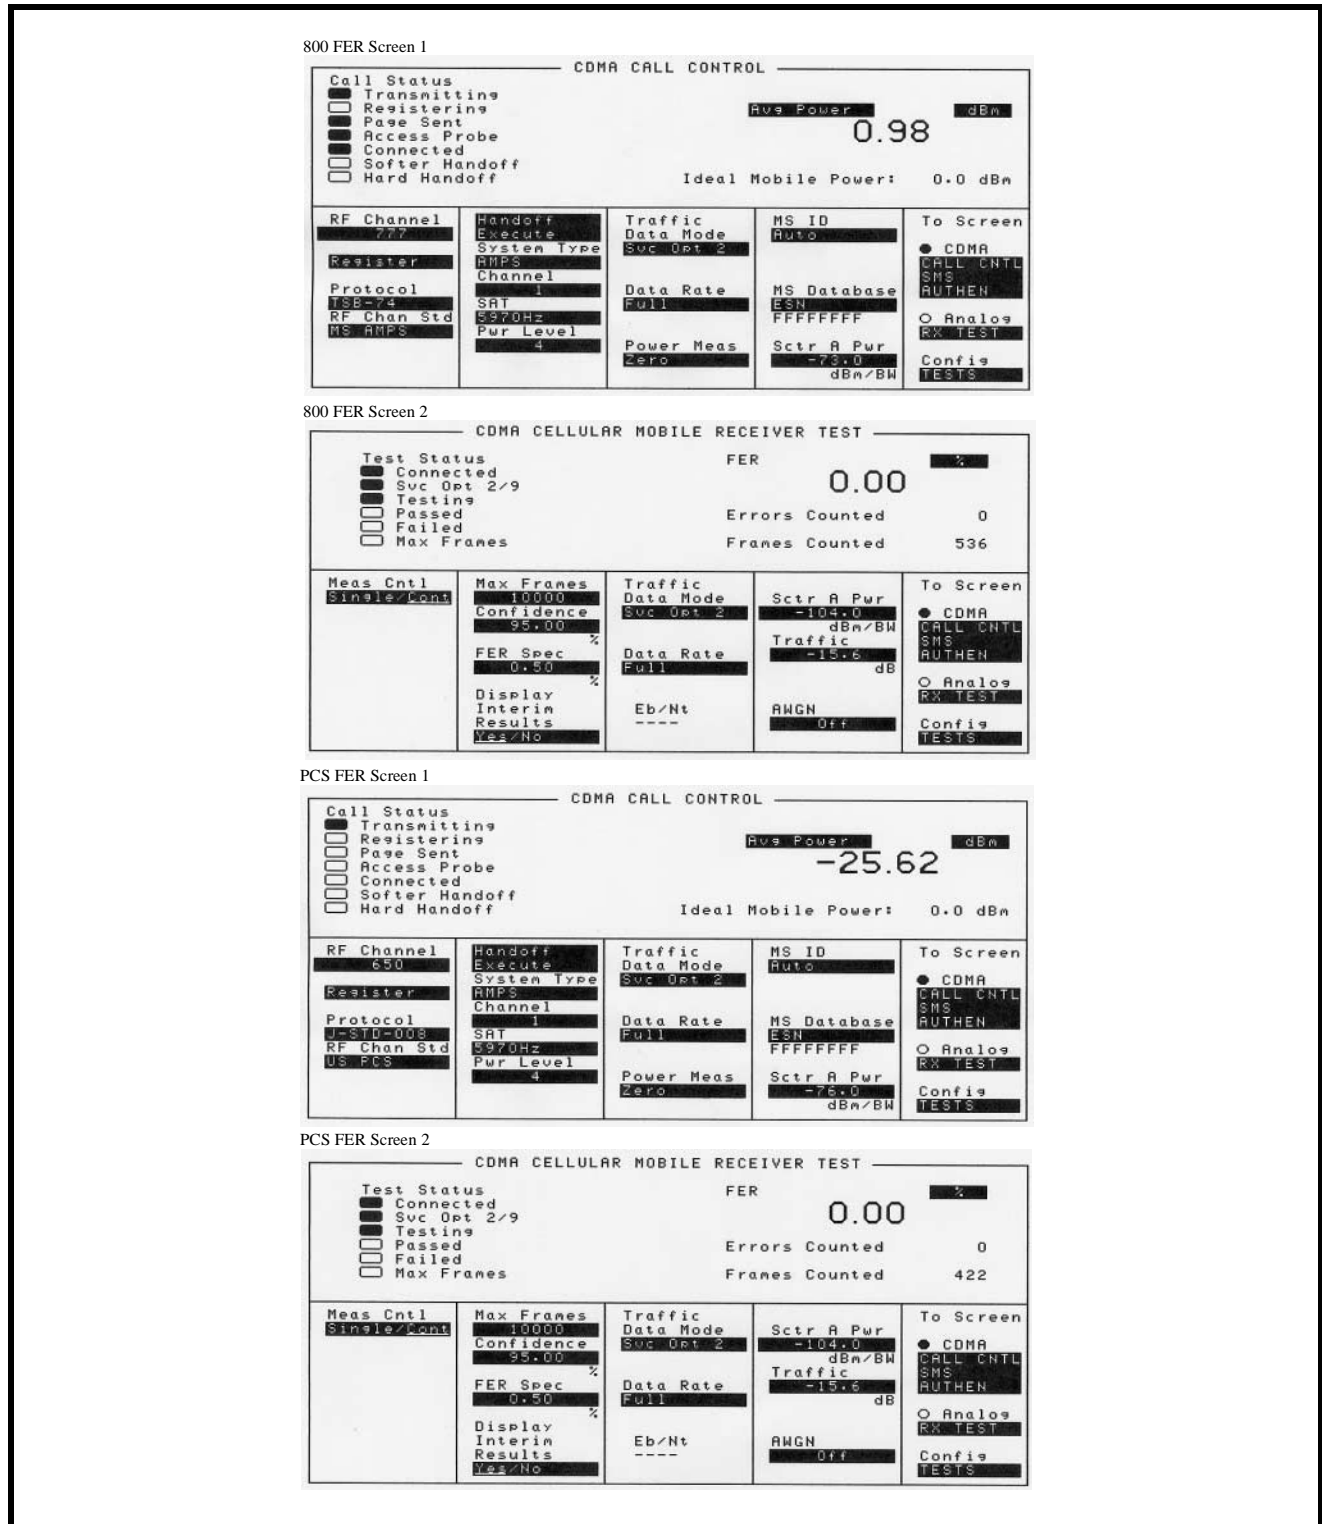 800 FER Screen 1
CDMA CALL CONTROL
Call Status
Transmitting
Registering
Page Sent
Access Probe
Connected
Softer Handoff
Hard Handoff
Avg Power dBm
0.98
Ideal Mobile Power: 0.0 dBm
RF Channel
777
Register
Protocol
TSB-74
RF Chan Std
MS AMPS
Handoff
Execute
System Type
AMPS
Channel
1
SAT
5970Hz
Pwr Level
4
Traffic
Data Mode
Svc Opt 2
Data Rate
Full
Power Meas
Zero
MS ID
Auto
MS Database
ESN
FFFFFFFF
Sctr A Pwr
-73.0
dBm/BW
To Screen
CDMA
CALL CNTL
SMS
AUTHEN
Analog
RX TEST
Config
TESTS
800 FER Screen 2
CDMA CELLULAR MOBILE RECEIVER TEST
Test Status
Connected
Svc Opt 2/9
Testing
Passed
Failed
Max Frames
FER %
0.00
Errors Counted 0
Frames Counted 536
Meas Cntl
Single/Cont
Max Frames
10000
Confidence
95.00
%
FER Spec
0.50
%
Display
Interim
Results
Yes/No
Traffic
Data Mode
Svc Opt 2
Data Rate
Full
Eb/Nt
----
Sctr A Pwr
-104.0
dBm/BW
Traffic
-15.6
dB
AWGN
Off
To Screen
CDMA
CALL CNTL
SMS
AUTHEN
Analog
RX TEST
Config
TESTS
PCS FER Screen 1
CDMA CALL CONTROL
Call Status
Transmitting
Registering
Page Sent
Access Probe
Connected
Softer Handoff
Hard Handoff
Avg Power dBm
-25.62
Ideal Mobile Power: 0.0 dBm
RF Channel
650
Register
Protocol
J-STD-008
RF Chan Std
US PCS
Handoff
Execute
System Type
AMPS
Channel
1
SAT
5970Hz
Pwr Level
4
Traffic
Data Mode
Svc Opt 2
Data Rate
Full
Power Meas
Zero
MS ID
Auto
MS Database
ESN
FFFFFFFF
Sctr A Pwr
-76.0
dBm/BW
To Screen
CDMA
CALL CNTL
SMS
AUTHEN
Analog
RX TEST
Config
TESTS
PCS FER Screen 2
CDMA CELLULAR MOBILE RECEIVER TEST
Test Status
Connected
Svc Opt 2/9
Testing
Passed
Failed
Max Frames
FER %
0.00
Errors Counted 0
Frames Counted 422
Meas Cntl
Single/Cont
Max Frames
10000
Confidence
95.00
%
FER Spec
0.50
%
Display
Interim
Results
Yes/No
Traffic
Data Mode
Svc Opt 2
Data Rate
Full
Eb/Nt
----
Sctr A Pwr
-104.0
dBm/BW
Traffic
-15.6
dB
AWGN
Off
To Screen
CDMA
CALL CNTL
SMS
AUTHEN
Analog
RX TEST
Config
TESTS